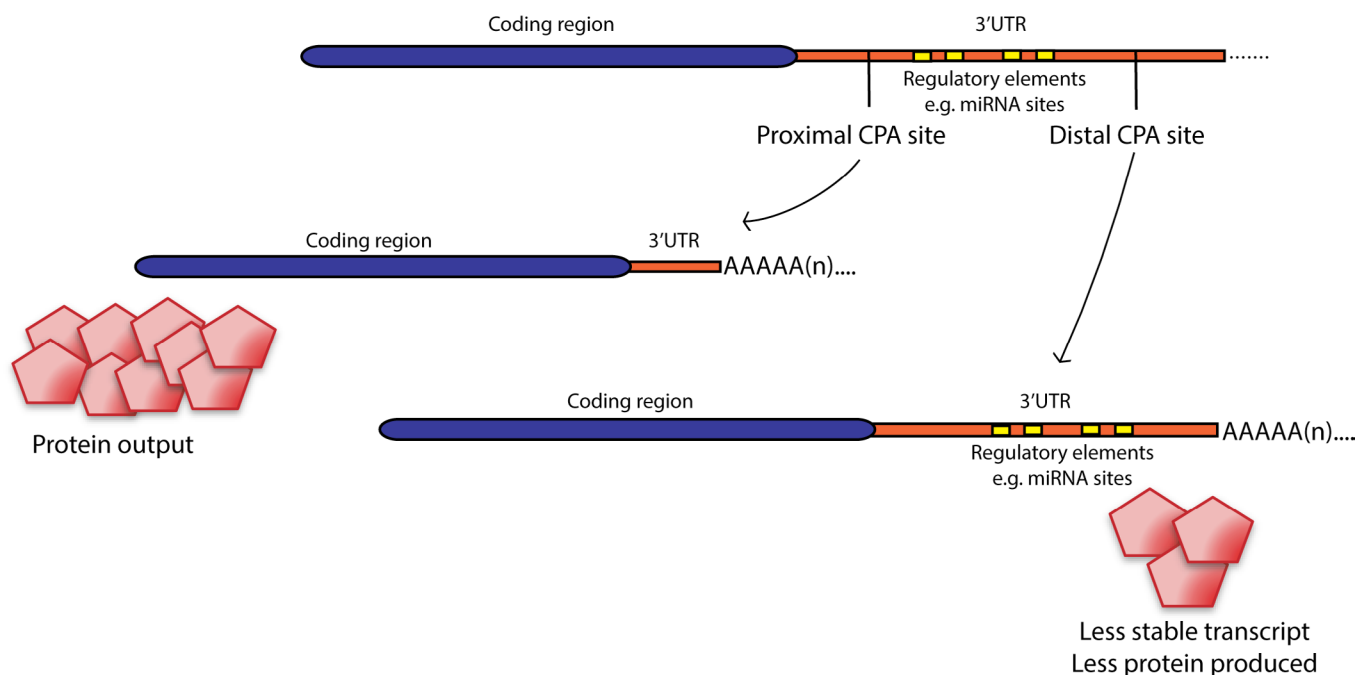 Coding region
3'UTR
.......
Regulatory elements
e.g. miRNA sites
Proximal CPA site
Distal CPA site
Coding region
3'UTR
AAAAA(n)....
Protein output
Coding region
3'UTR
AAAAA(n)....
Regulatory elements
e.g. miRNA sites
Less stable transcript
Less protein produced